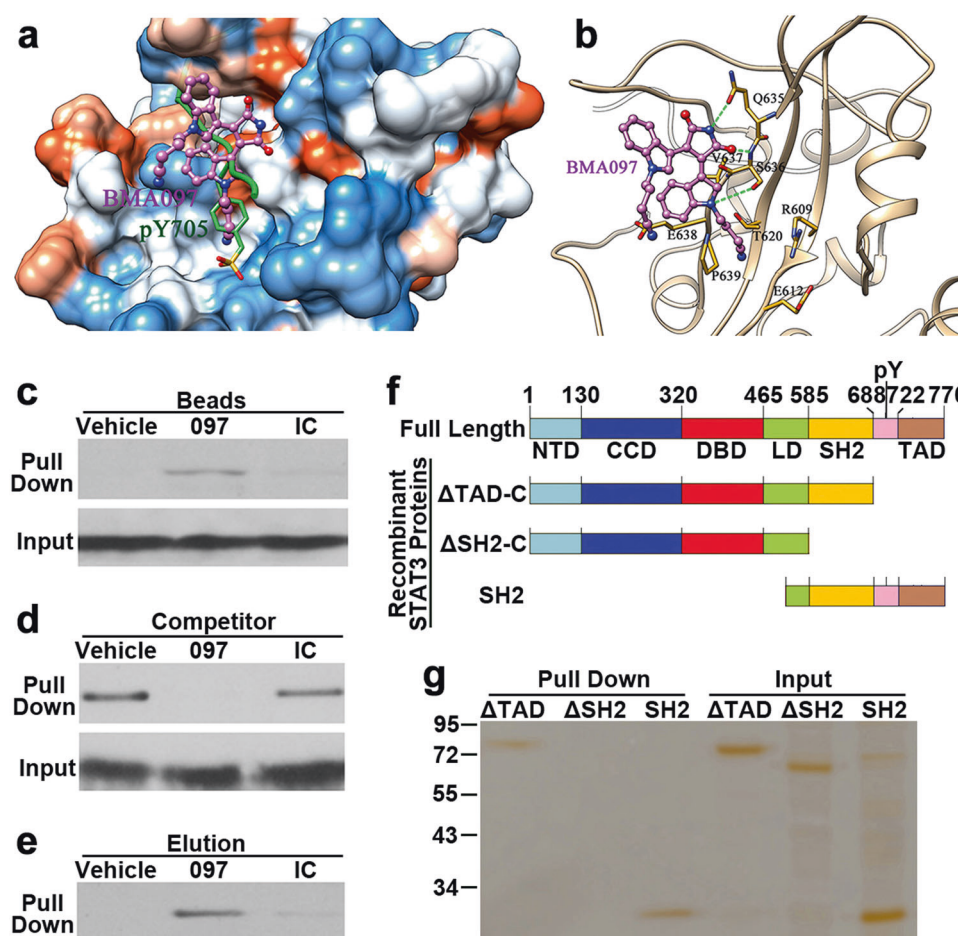 a
BMA097
pY705
b
Q635
BMA097
V637
S636
R609
E638
T620
P639
E612
c
Beads
Vehicle 097 IC
Pull Down
Input
d
Competitor
Vehicle 097 IC
Pull Down
Input
e
Elution
Vehicle 097 IC
Pull Down
f
pY
1 130 320 465 585 688 722 770
Full Length
NTD CCD DBD LD SH2 TAD
Recombinant
STAT3 Proteins
ΔTAD-C
ΔSH2-C
SH2
g
Pull Down Input
ΔTAD ΔSH2 SH2 ΔTAD ΔSH2 SH2
95
72
55
43
34